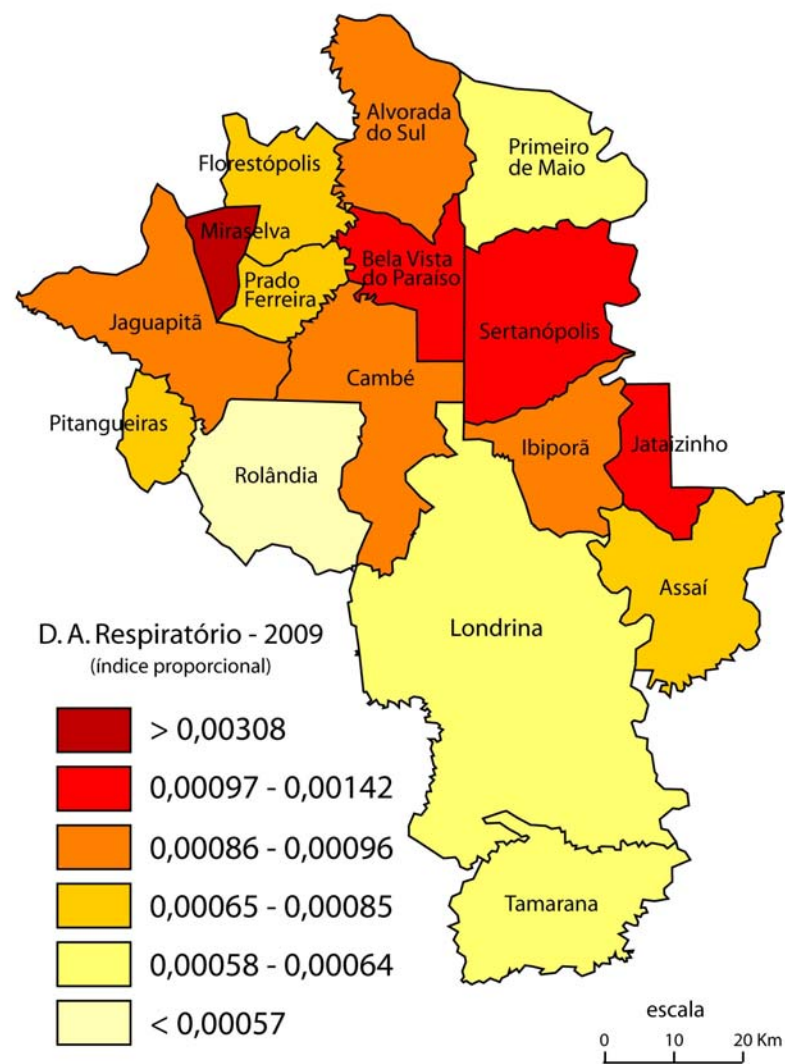 Alvorada
do Sul
Primeiro
de Maio
Florestópolis
Miraselva
Bela Vista
do Paraíso
Prado
Ferreira
Jaguapitã
Sertanópolis
Cambé
Pitangueiras
Ibiporã
Jataizinho
Rolândia
Assaí
Londrina
Tamarana
D. A. Respiratório - 2009
(índice proporcional)
> 0,00308
0,00097 - 0,00142
0,00086 - 0,00096
0,00065 - 0,00085
0,00058 - 0,00064
< 0,00057
escala
0 10 20 Km